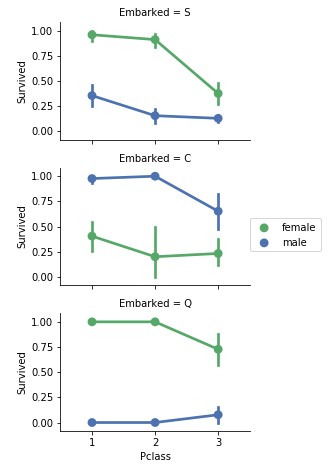 Embarked = S
1.00
0.75
0.50
0.25
0.00
Survived
Embarked = C
1.00
0.75
0.50
0.25
0.00
Survived
female
male
Embarked = Q
1.00
0.75
0.50
0.25
0.00
Survived
1 2 3
Pclass